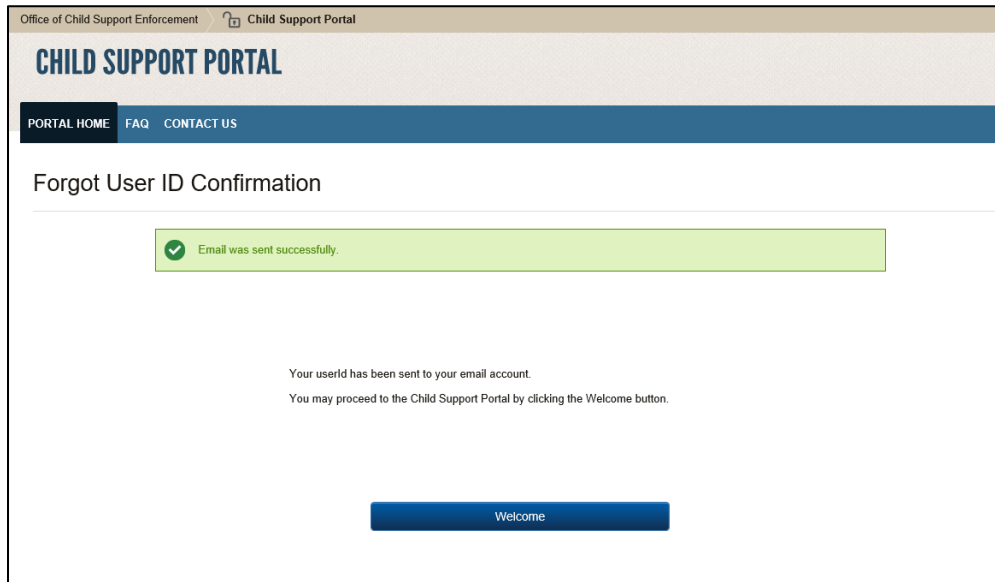 Office of Child Support Enforcement Child Support Portal
CHILD SUPPORT PORTAL
PORTAL HOME FAQ CONTACT US
Forgot User ID Confirmation
Email was sent successfully.
Your userId has been sent to your email account.
You may proceed to the Child Support Portal by clicking the Welcome button.
Welcome